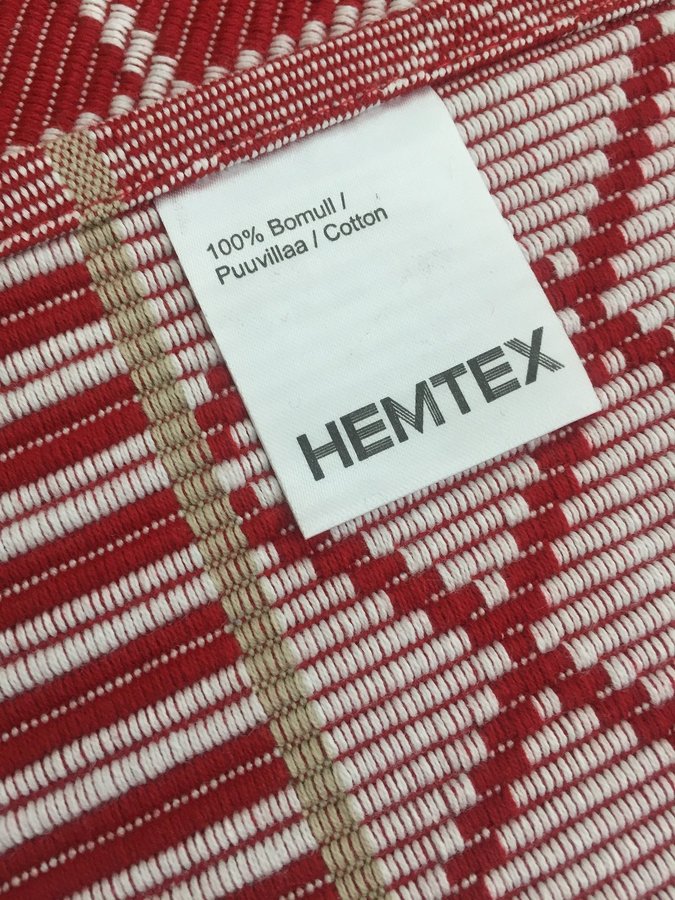 100% Bomull /
Puuvillaa / Cotton
HEMTEX